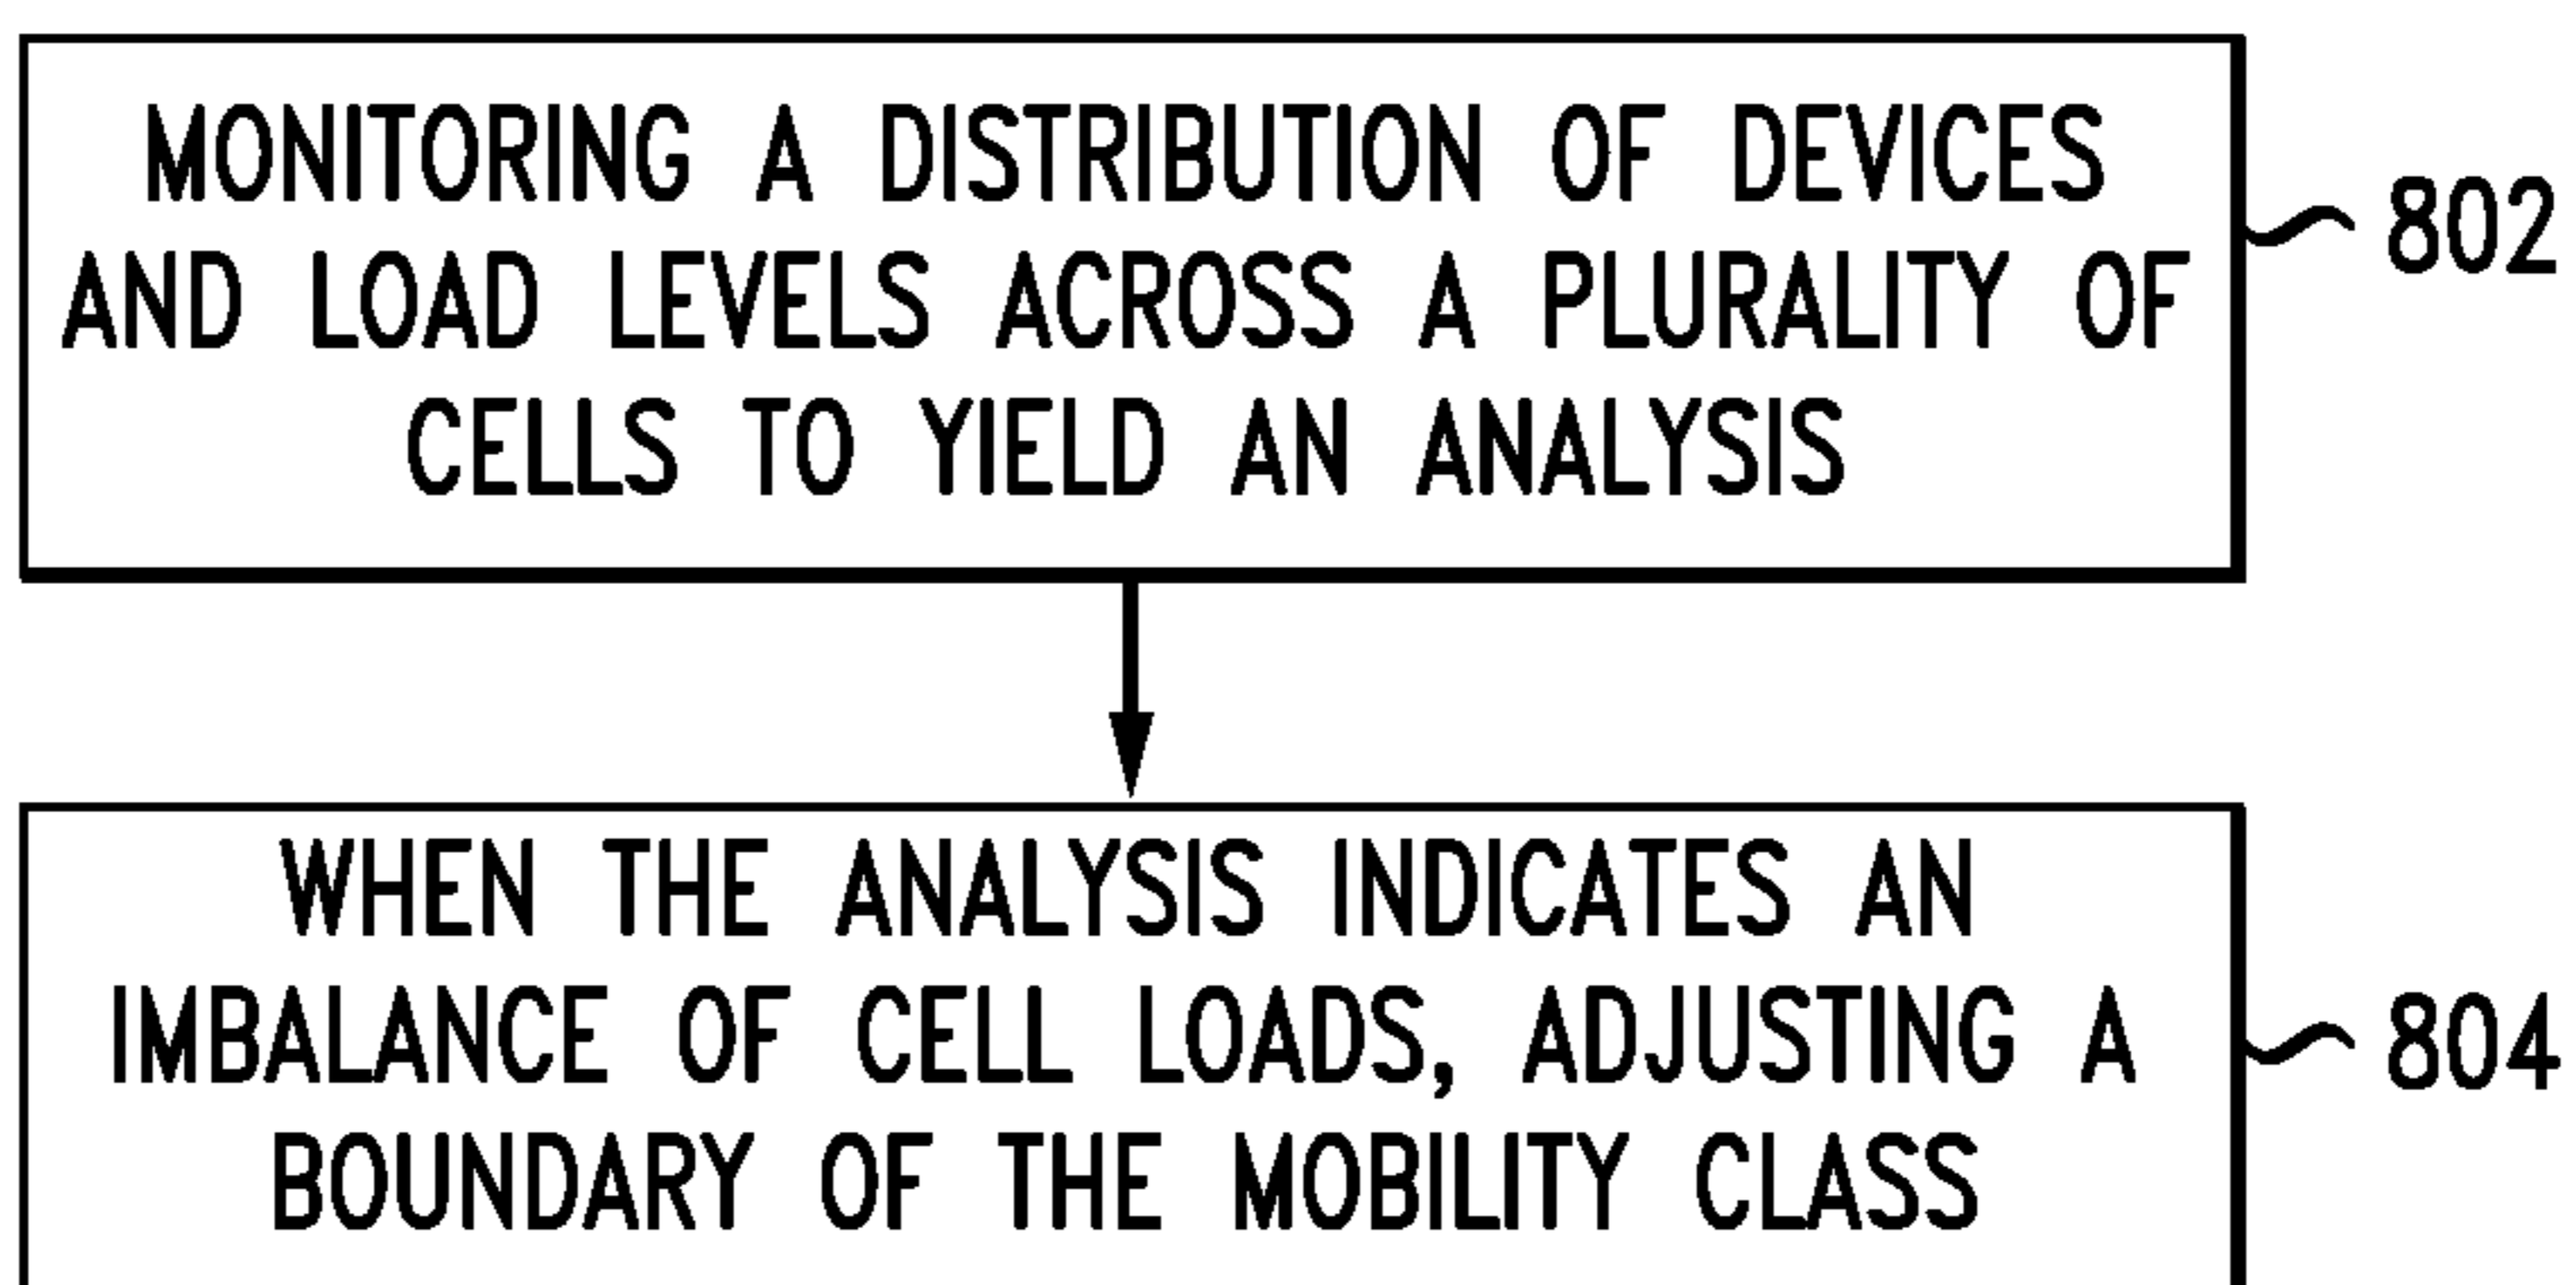 MONITORING A DISTRIBUTION OF DEVICES
AND LOAD LEVELS ACROSS A PLURALITY OF
CELLS TO YIELD AN ANALYSIS
802
WHEN THE ANALYSIS INDICATES AN
IMBALANCE OF CELL LOADS, ADJUSTING A
BOUNDARY OF THE MOBILITY CLASS
804